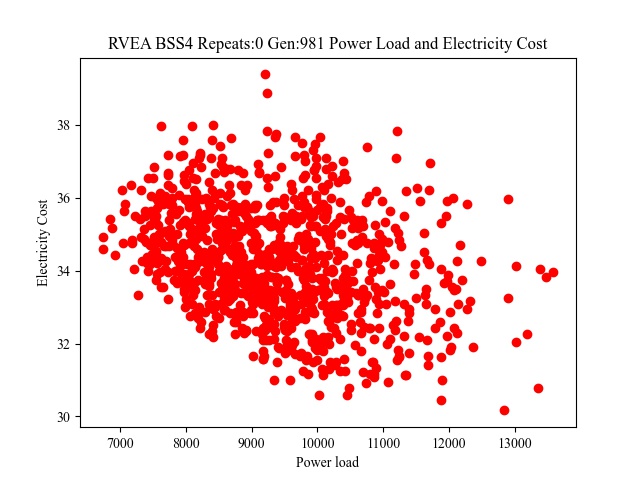 RVEA BSS4 Repeats:0 Gen:981 Power Load and Electricity Cost
Electricity Cost
38
36
34
32
30
7000 8000 9000 10000 11000 12000 13000
Power load